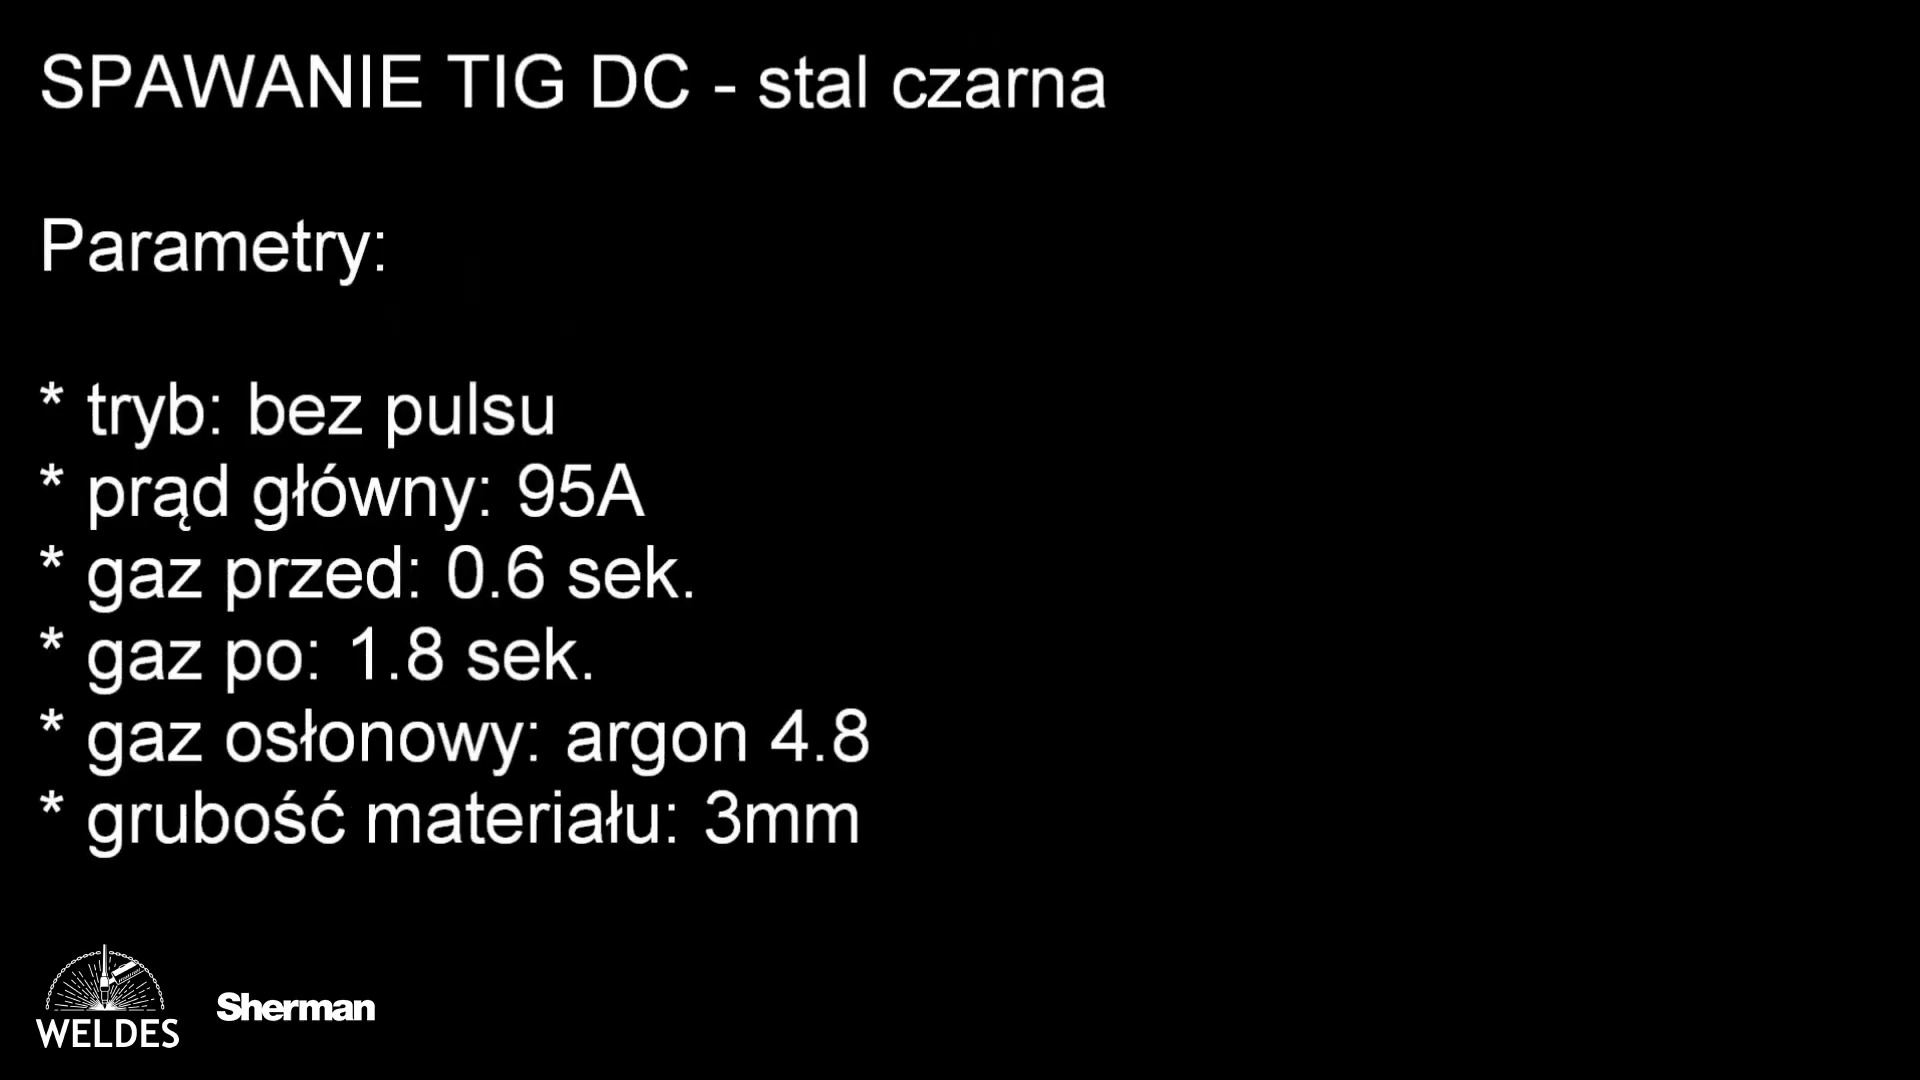 SPAWANIE TIG DC - stal czarna
Parametry:
* tryb: bez pulsu
* prąd główny: 95A
* gaz przed: 0.6 sek.
* gaz po: 1.8 sek.
* gaz osłonowy: argon 4.8
* grubość materiału: 3mm
WELDES
Sherman